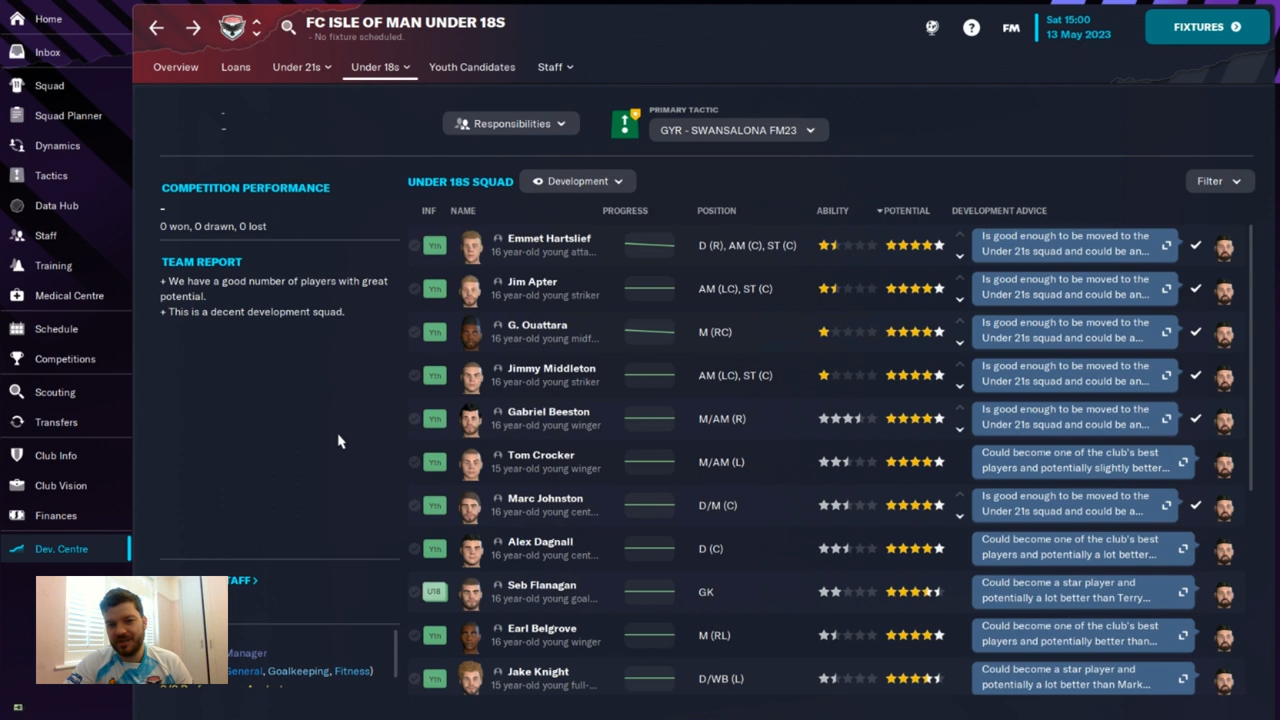 Home
Inbox
Squad
Squad Planner
Dynamics
Tactics
Data Hub
Staff
Training
Medical Centre
Schedule
Competitions
Scouting
Transfers
Club Info
Club Vision
Finances
Dev. Centre
FC ISLE OF MAN UNDER 18S
- No fixture scheduled.
FM
Sat 15:00
13 May 2023
FIXTURES
Overview Loans Under 21s Under 18s Youth Candidates Staff
-
-
Responsibilities
PRIMARY TACTIC
GYR - SWANSALONA FM23
COMPETITION PERFORMANCE
-
0 won, 0 drawn, 0 lost
TEAM REPORT
+ We have a good number of players with great
potential.
+ This is a decent development squad.
UNDER 18S SQUAD Development Filter
INF NAME PROGRESS POSITION ABILITY POTENTIAL DEVELOPMENT ADVICE
Yth Emmet Hartslief
16 year-old young atta...
D (R), AM (C), ST (C)
Is good enough to be moved to the
Under 21s squad and could be an...
Yth Jim Apter
16 year-old young striker
AM (LC), ST (C)
Is good enough to be moved to the
Under 21s squad and could be an...
Yth G. Ouattara
16 year-old young midf...
M (RC)
Is good enough to be moved to the
Under 21s squad and could be a...
Yth Jimmy Middleton
16 year-old young striker
AM (LC), ST (C)
Is good enough to be moved to the
Under 21s squad and could be an...
Yth Gabriel Beeston
16 year-old young winger
M/AM (R)
Is good enough to be moved to the
Under 21s squad and could be an...
Yth Tom Crocker
15 year-old young winger
M/AM (L)
Could become one of the club's best
players and potentially slightly better...
Yth Marc Johnston
16 year-old young cent...
D/M (C)
Is good enough to be moved to the
Under 21s squad and could be a...
Yth Alex Dagnall
16 year-old young cent...
D (C)
Could become one of the club's best
players and potentially a lot better...
U18 Seb Flanagan
16 year-old young goal...
GK
Could become a star player and
potentially a lot better than Terry...
Yth Earl Belgrove
16 year-old young winger
M (RL)
Could become one of the club's best
players and potentially better than...
Yth Jake Knight
15 year-old young full-...
D/WB (L)
Could become a star player and
potentially a lot better than Mark...
Manager
General, Goalkeeping, Fitness)